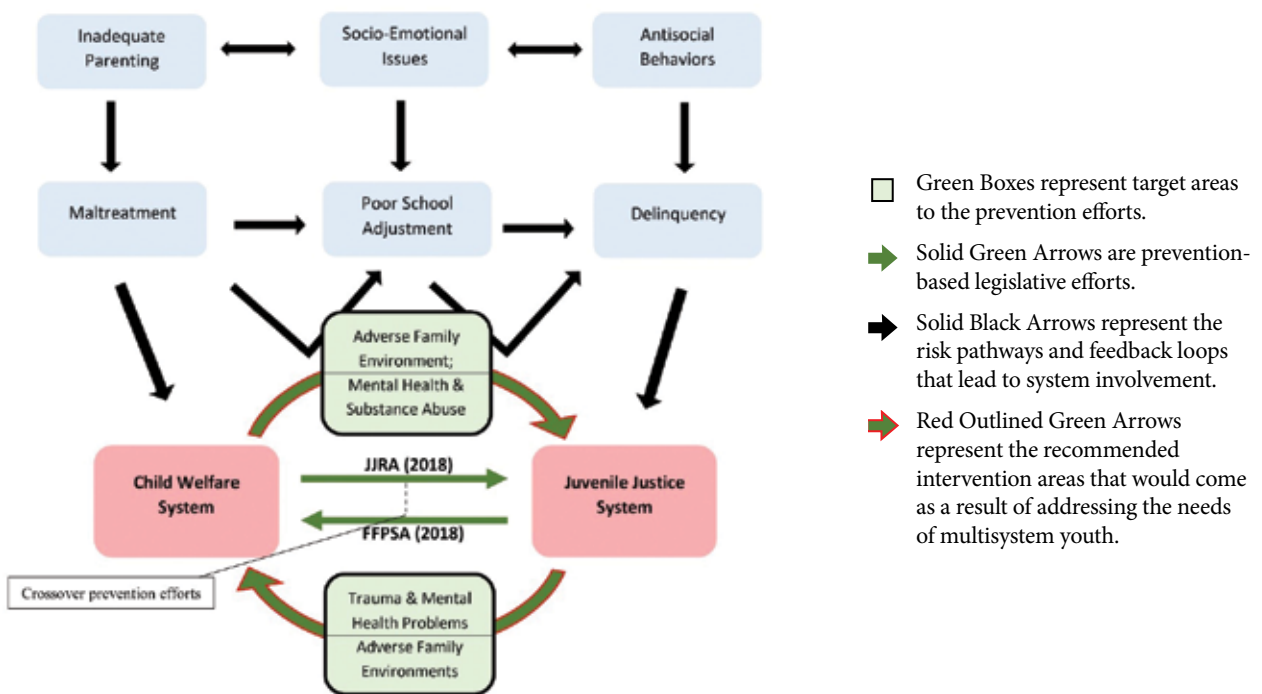 Inadequate
Parenting
Socio-Emotional
Issues
Antisocial
Behaviors
Maltreatment
Poor School
Adjustment
Delinquency
Adverse Family
Environment;
Mental Health &
Substance Abuse
Child Welfare
System
JJRA (2018)
FFPSA (2018)
Juvenile Justice
System
Crossover prevention efforts
Trauma & Mental
Health Problems
Adverse Family
Environments
Green Boxes represent target areas
to the prevention efforts.
Solid Green Arrows are prevention-
based legislative efforts.
Solid Black Arrows represent the
risk pathways and feedback loops
that lead to system involvement.
Red Outlined Green Arrows
represent the recommended
intervention areas that would come
as a result of addressing the needs
of multisystem youth.